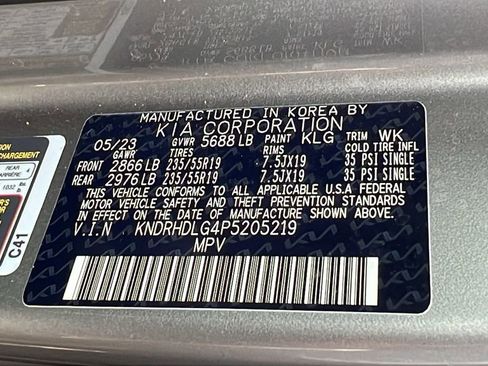 MANUFACTURED IN KOREA BY
KIA CORPORATION
05/23 GVWR 5688 LB PAINT KLG TRIM WK
GAWR TIRES RIMS COLD TIRE INFL
FRONT 2866 LB 235/55R19 7.5JX19 35 PSI SINGLE
REAR 2976 LB 235/55R19 7.5JX19 35 PSI SINGLE
THIS VEHICLE CONFORMS TO ALL APPLICABLE U.S.A FEDERAL
MOTOR VEHICLE SAFETY AND THEFT PREVENTION STANDARDS
IN EFFECT ON THE DATE OF MANUFACTURE SHOWN ABOVE.
V.I.N KNDRHDLG4P5205219
MPV
C41
ARRIÈRE 4